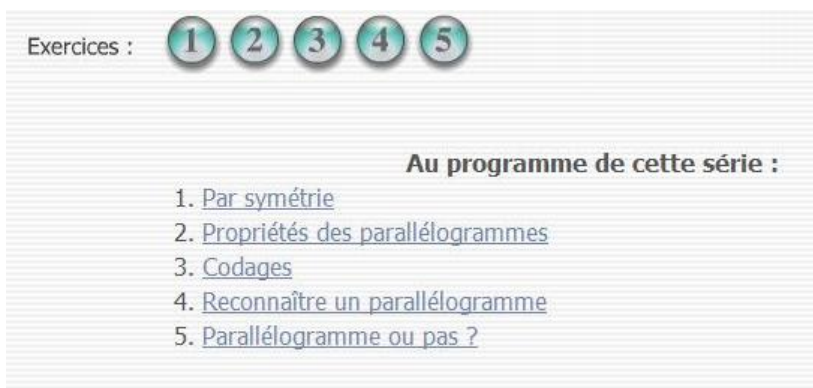 Exercices : 1 2 3 4 5
Au programme de cette série :
1. Par symétrie
2. Propriétés des parallélogrammes
3. Codages
4. Reconnaître un parallélogramme
5. Parallélogramme ou pas ?